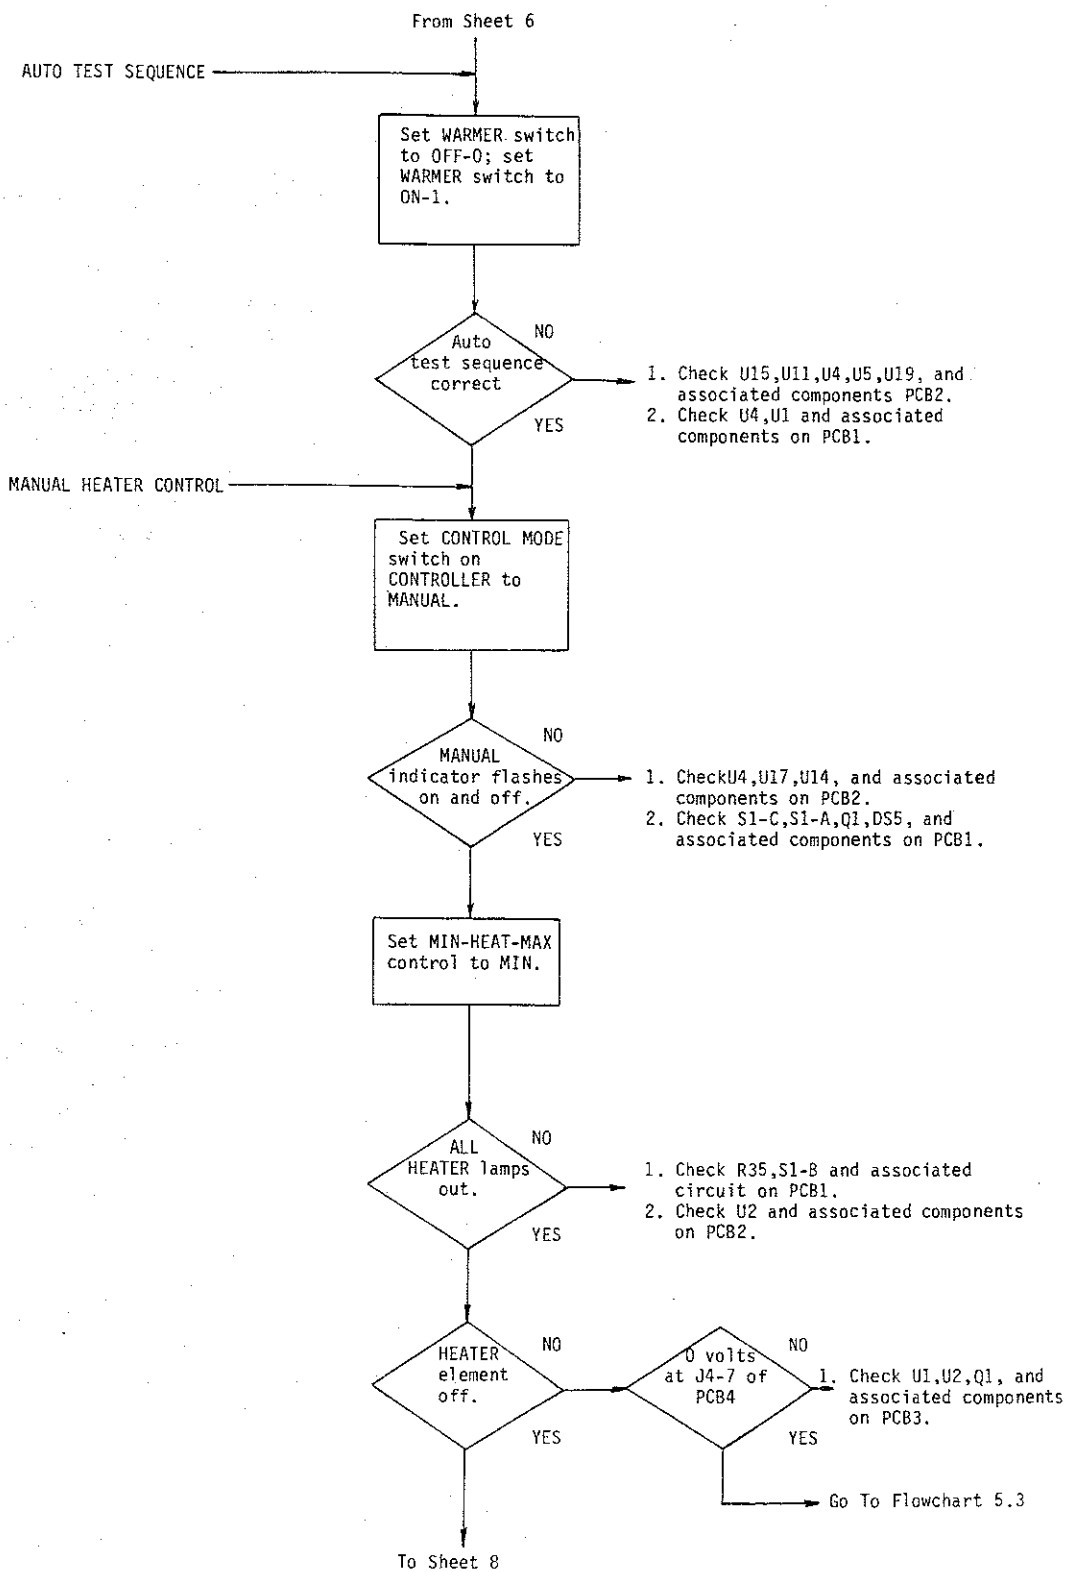 From Sheet 6
AUTO TEST SEQUENCE
Set WARMER switch
to OFF-O; set
WARMER switch to
ON-1.
Auto
test sequence
correct
NO
YES
1. Check U15,U11,U4,U5,U19, and
associated components PCB2.
2. Check U4,U1 and associated
components on PCB1.
MANUAL HEATER CONTROL
Set CONTROL MODE
switch on
CONTROLLER to
MANUAL.
MANUAL
indicator flashes
on and off.
NO
YES
1. CheckU4,U17,U14, and associated
components on PCB2.
2. Check S1-C,S1-A,Q1,DS5, and
associated components on PCB1.
Set MIN-HEAT-MAX
control to MIN.
ALL
HEATER lamps
out.
NO
YES
1. Check R35,S1-B and associated
circuit on PCB1.
2. Check U2 and associated components
on PCB2.
HEATER
element
off.
NO
YES
0 volts
at J4-7 of
PCB4
NO
YES
1. Check U1,U2,Q1, and
associated components
on PCB3.
Go To Flowchart 5.3
To Sheet 8